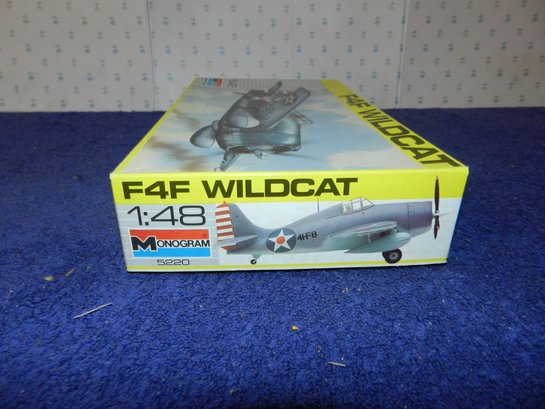 F4F WILDCAT
F4F WILDCAT
1:48
MONOGRAM
5220
41-F-8